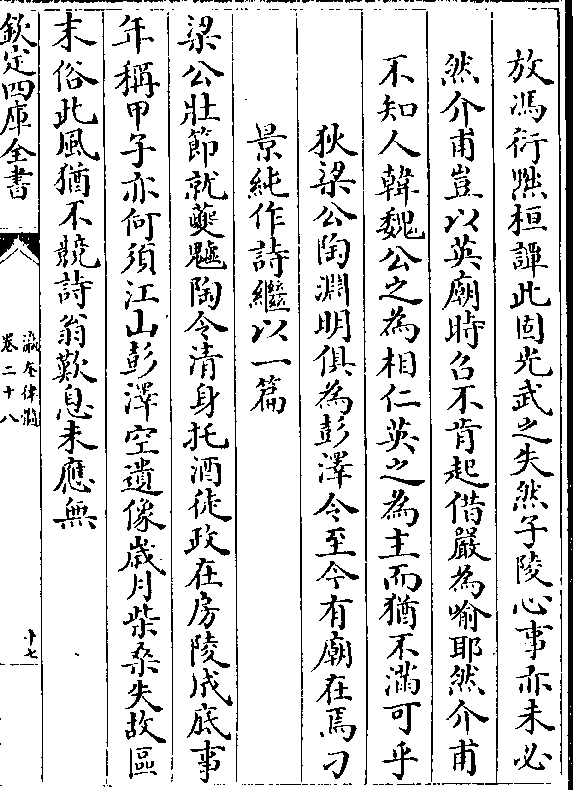 放馮衍黜桓譚此固光武之失然子陵心事亦未必
然介甫豈以英廟時召不肯起借嚴為喻耶然介甫
不知人韓魏公之為相仁英之為主而猶不滿可乎
狄梁公陶淵明俱為彭澤令至今有廟在焉刁
景純作詩繼以一篇
梁公壯節就夔魖陶令清身托酒徒政在房陵成底事
年稱甲子亦何須江山彭澤空遺像歲月柴桑失故區
末俗此風猶不競詩翁歎息未應無
欽定四庫全書
瀛奎律髓
卷二十八
十七